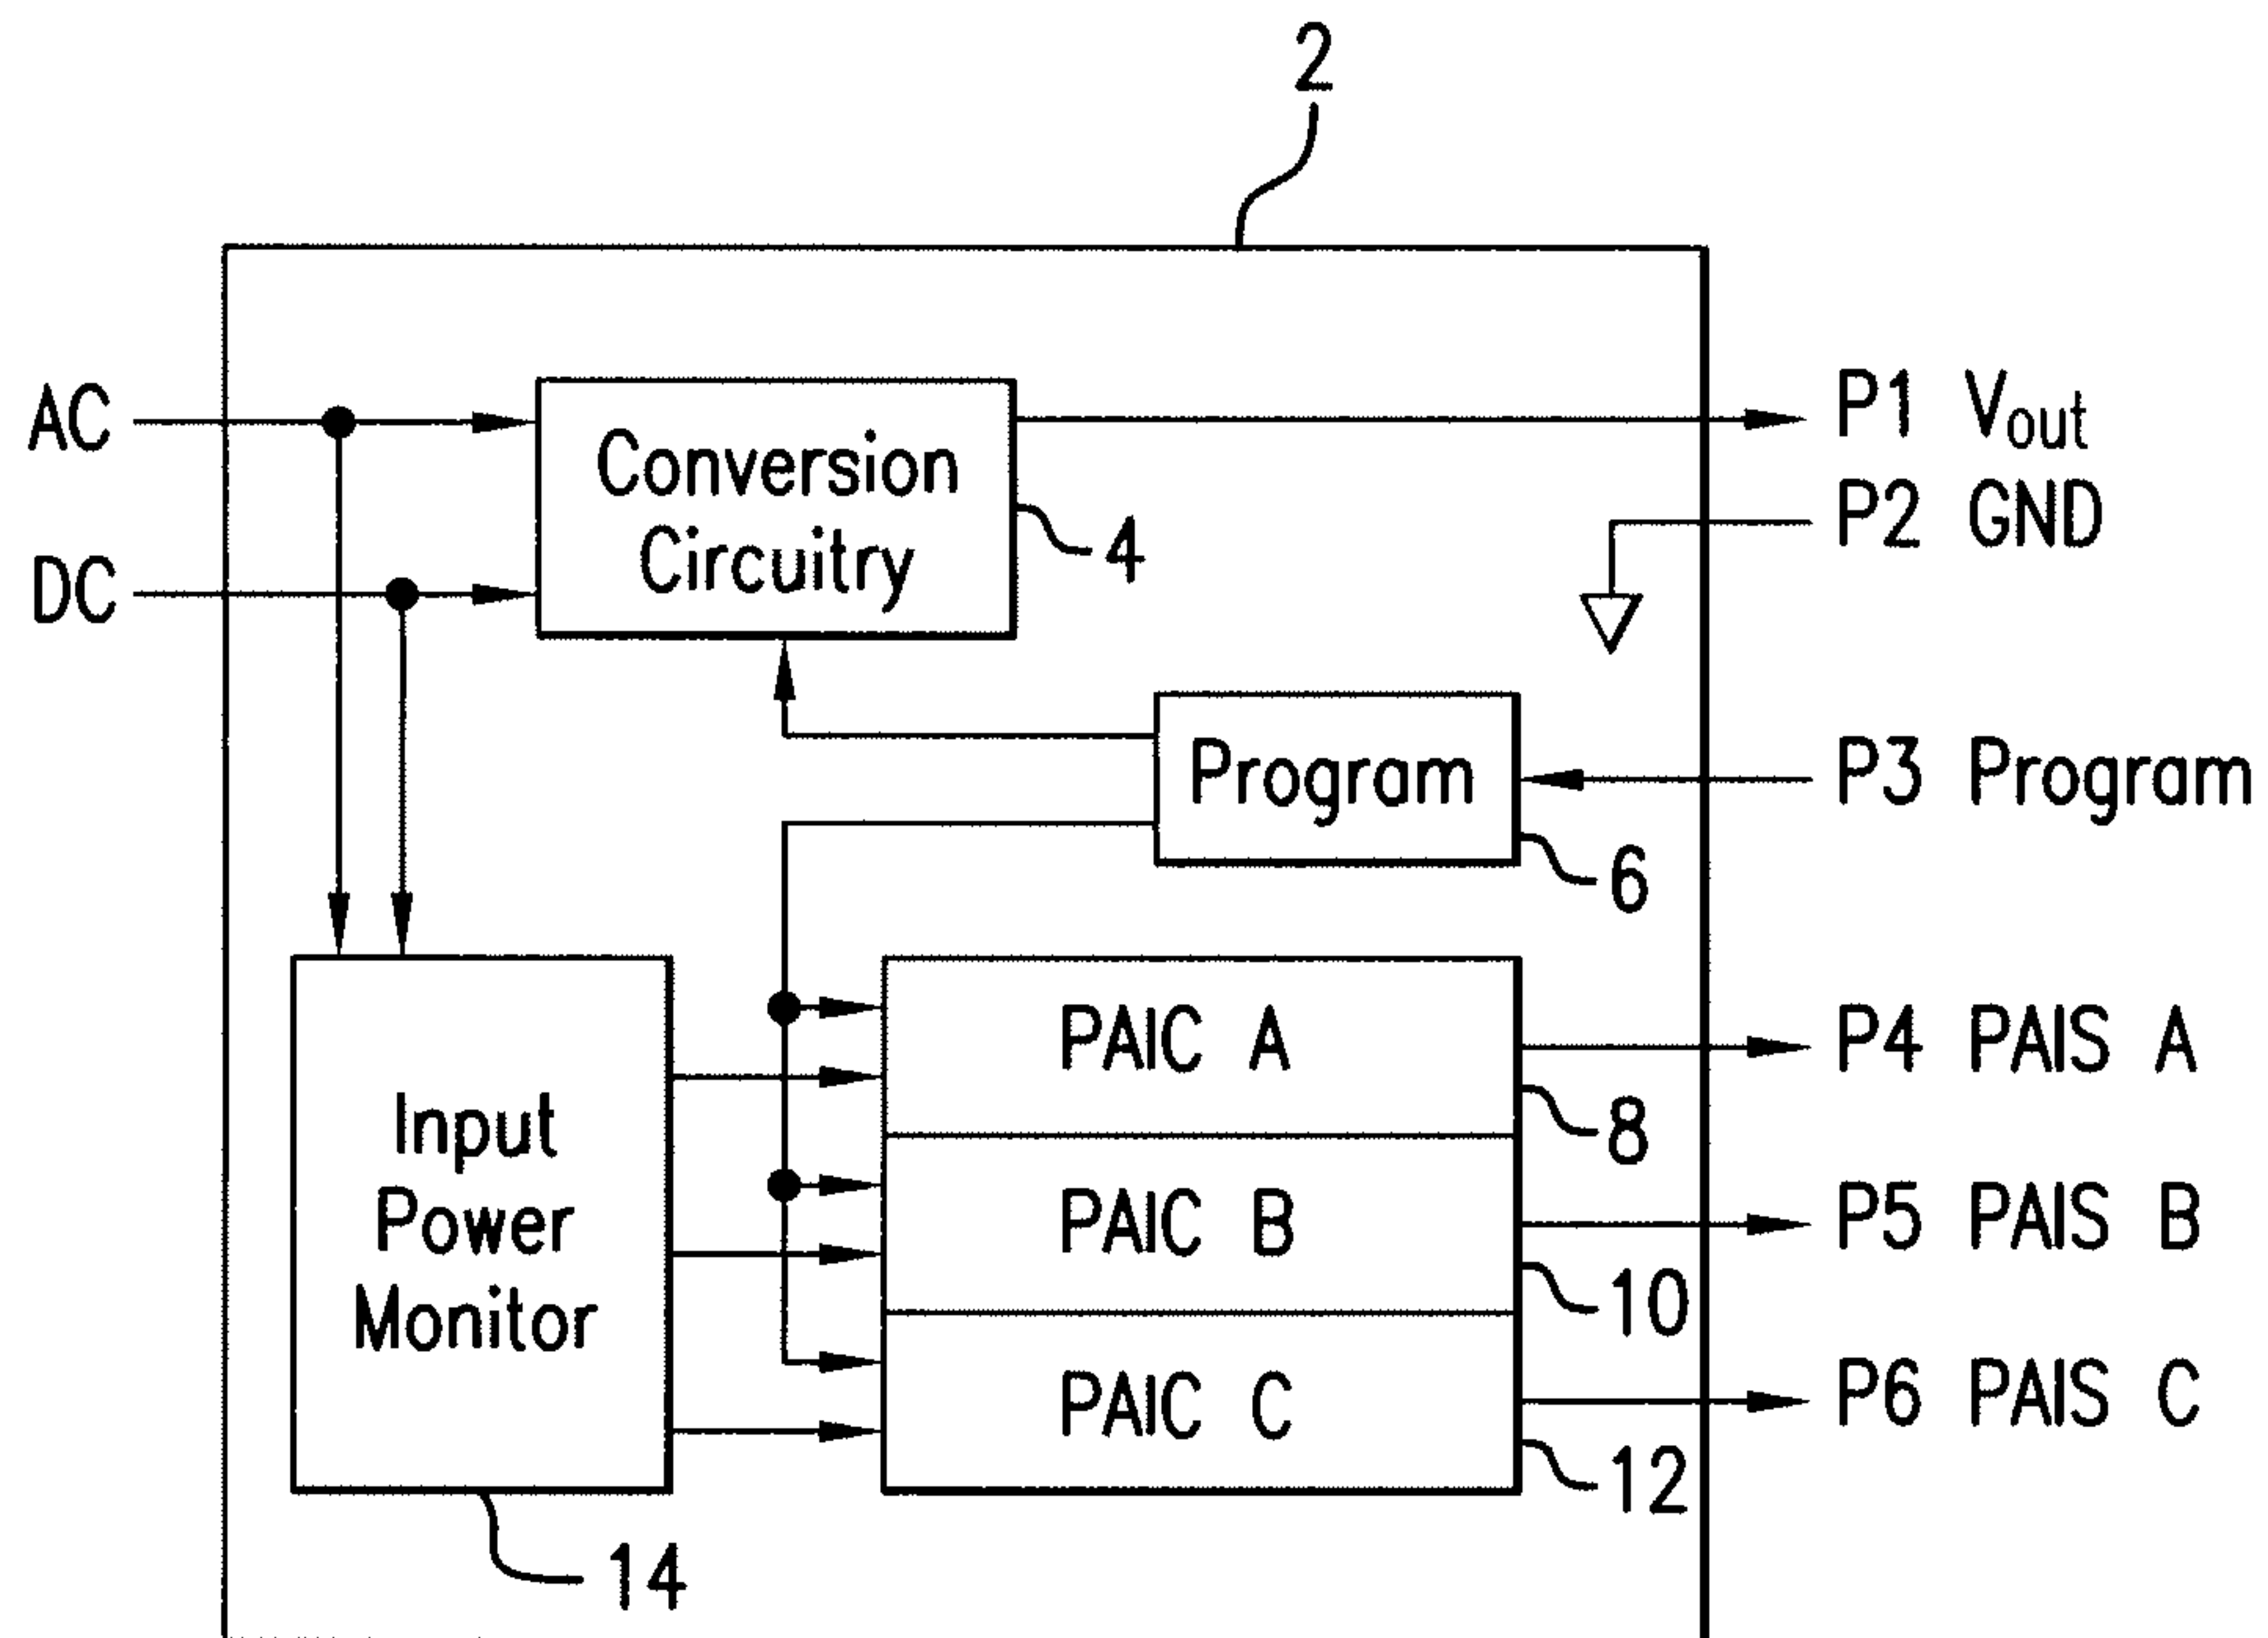 2
AC
Conversion
Circuitry
4
P1 Vout
P2 GND
DC
Program
6
P3 Program
Input
Power
Monitor
14
PAIC A
8
P4 PAIS A
PAIC B
10
P5 PAIS B
PAIC C
12
P6 PAIS C